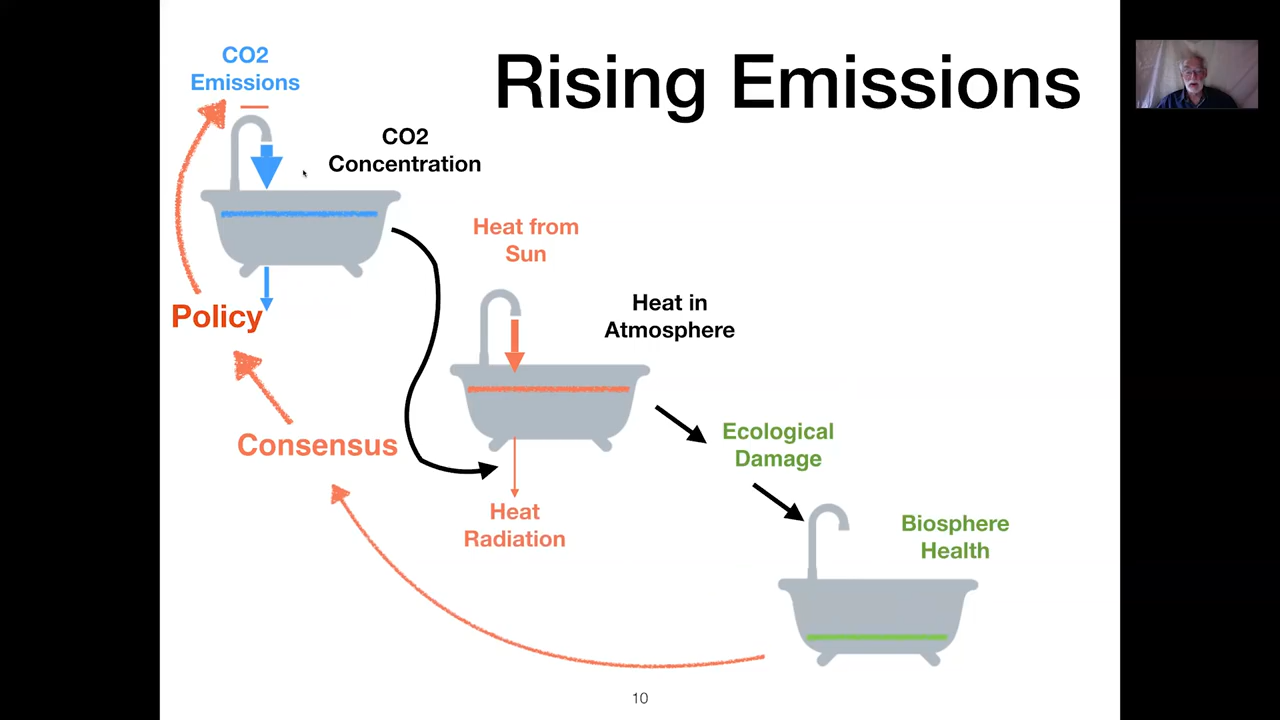 Rising Emissions
CO2
Emissions
CO2
Concentration
Heat from
Sun
Heat in
Atmosphere
Policy
Consensus
Ecological
Damage
Heat
Radiation
Biosphere
Health
10